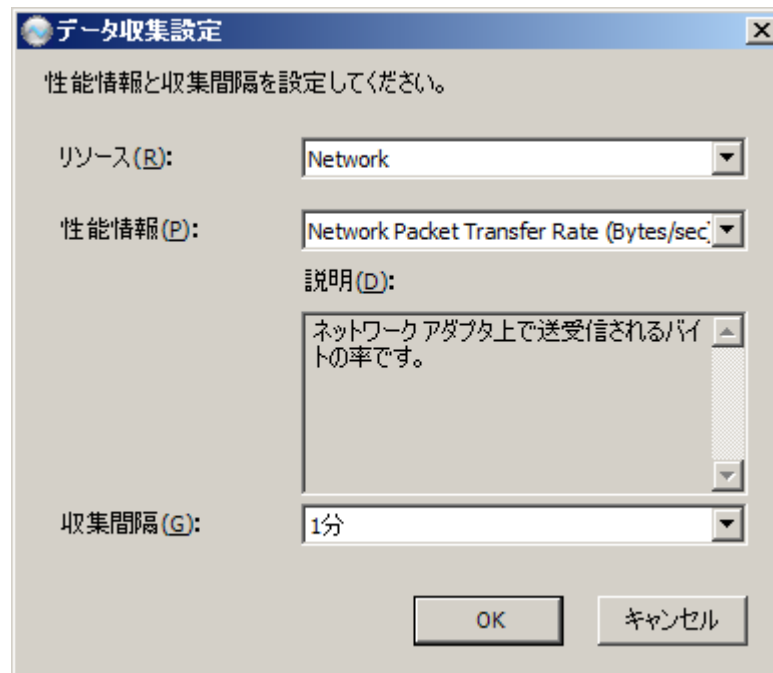 データ収集設定
性能情報と収集間隔を設定してください。
リソース(R): Network
性能情報(P): Network Packet Transfer Rate (Bytes/sec)
説明(D):
ネットワーク アダプタ上で送受信されるバイ
トの率です。
収集間隔(G): 1分
OK キャンセル